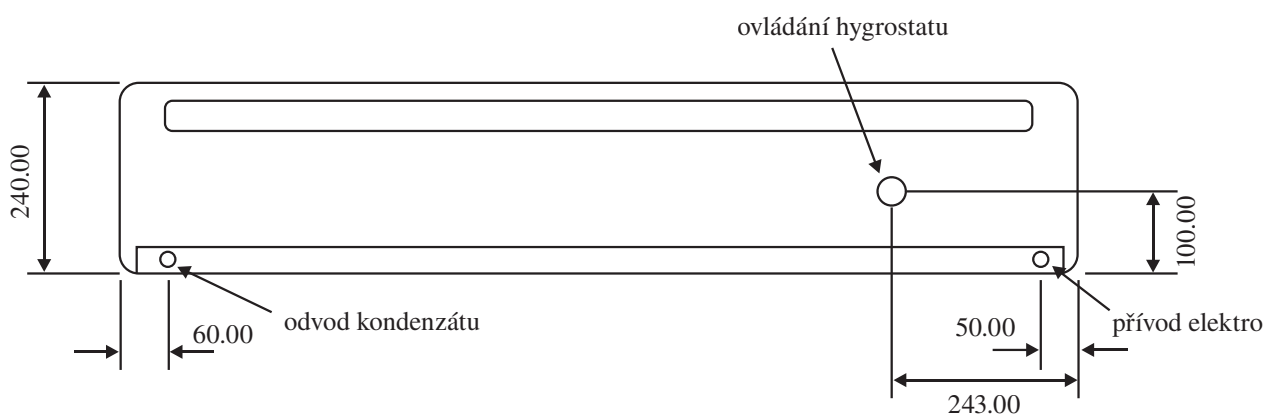 ovládání hygrostatu
240.00
100.00
60.00
odvod kondenzátu
50.00
přívod elektro
243.00